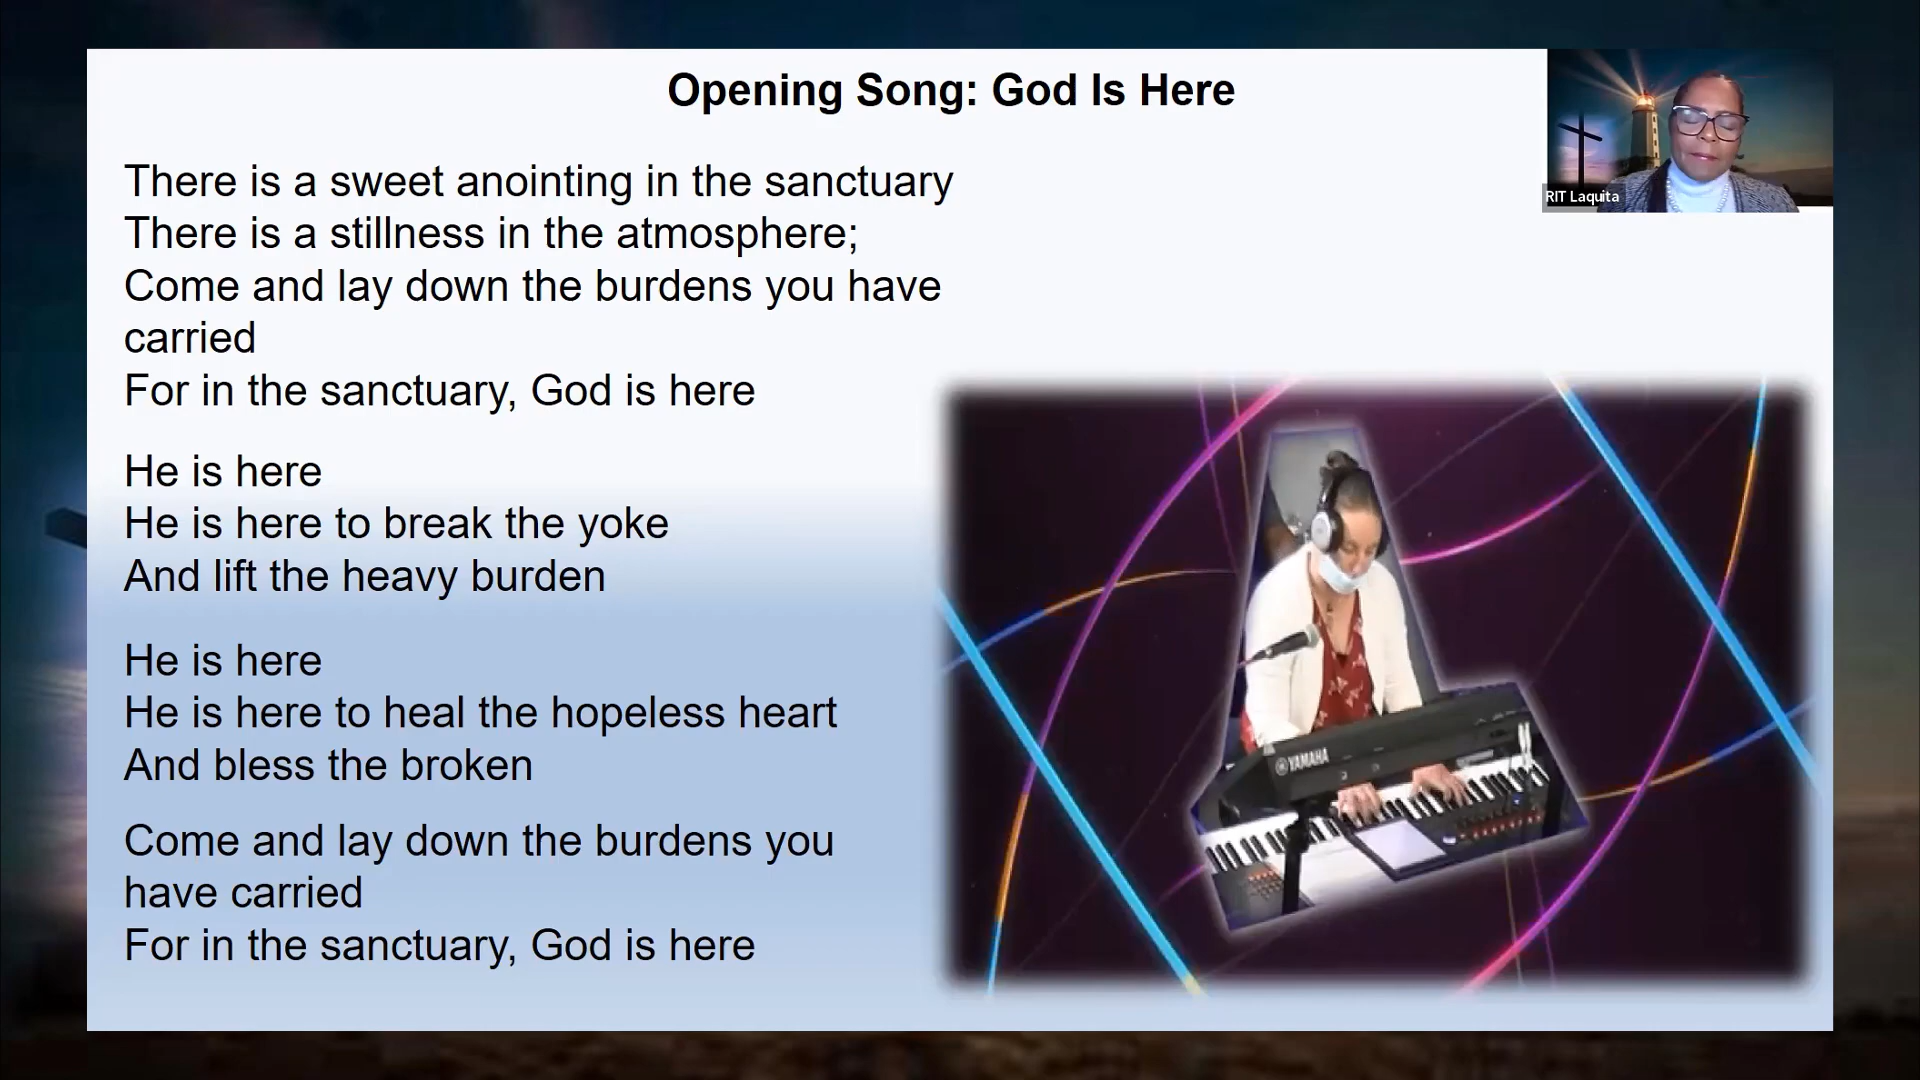 Opening Song: God Is Here
RIT Laquita
There is a sweet anointing in the sanctuary
There is a stillness in the atmosphere;
Come and lay down the burdens you have
carried
For in the sanctuary, God is here
He is here
He is here to break the yoke
And lift the heavy burden
He is here
He is here to heal the hopeless heart
And bless the broken
Come and lay down the burdens you
have carried
For in the sanctuary, God is here
YAMAHA